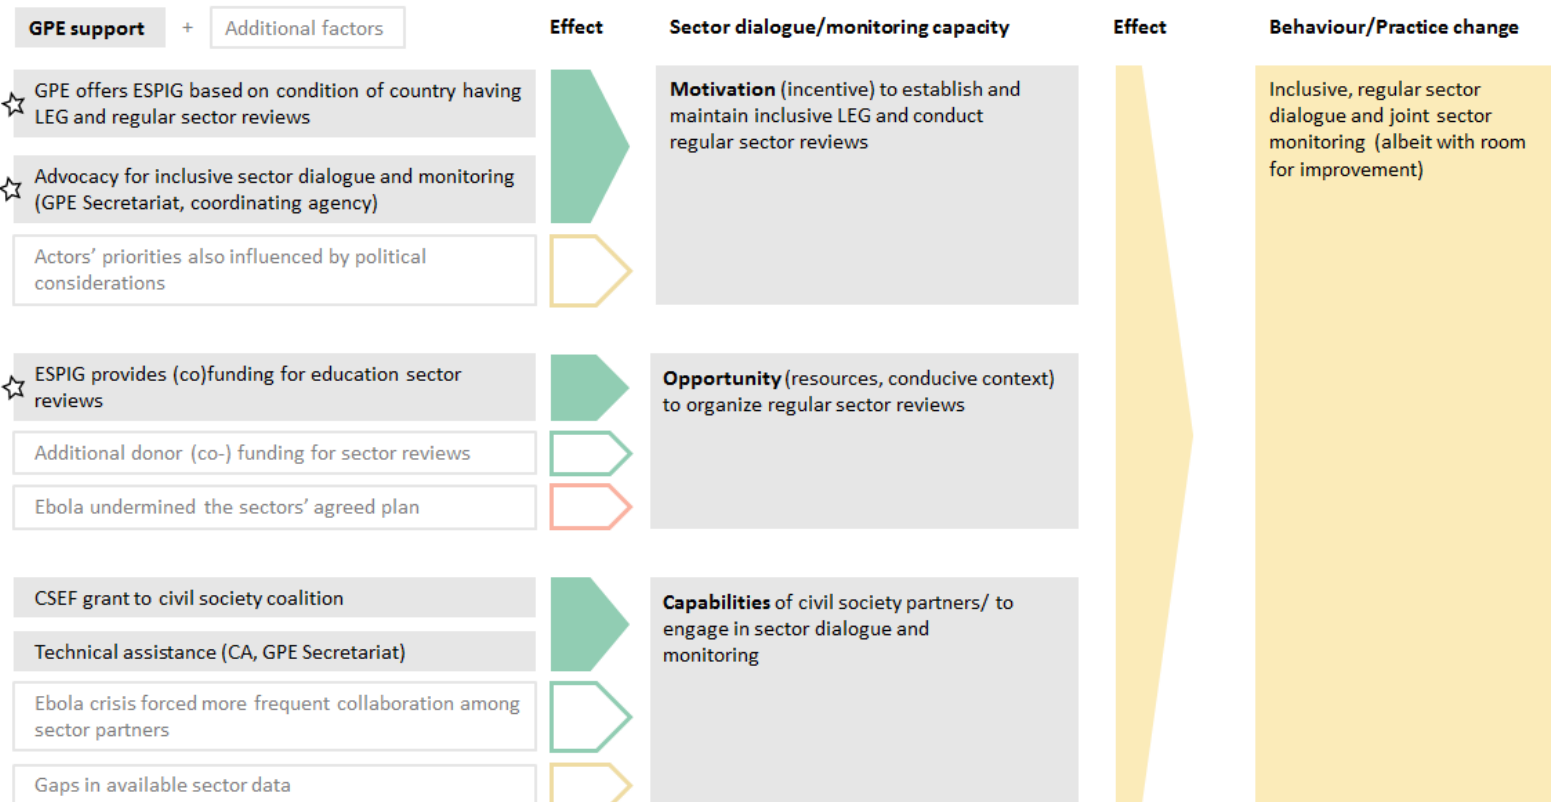 GPE support + Additional factors Effect Sector dialogue/monitoring capacity Effect Behaviour/Practice change
GPE offers ESPIG based on condition of country having
LEG and regular sector reviews
Advocacy for inclusive sector dialogue and monitoring
(GPE Secretariat, coordinating agency)
Actors' priorities also influenced by political
considerations
Motivation (incentive) to establish and
maintain inclusive LEG and conduct
regular sector reviews
Inclusive, regular sector
dialogue and joint sector
monitoring (albeit with room
for improvement)
ESPIG provides (co)funding for education sector
reviews
Additional donor (co-) funding for sector reviews
Ebola undermined the sectors' agreed plan
Opportunity (resources, conducive context)
to organize regular sector reviews
CSEF grant to civil society coalition
Technical assistance (CA, GPE Secretariat)
Ebola crisis forced more frequent collaboration among
sector partners
Gaps in available sector data
Capabilities of civil society partners/ to
engage in sector dialogue and
monitoring